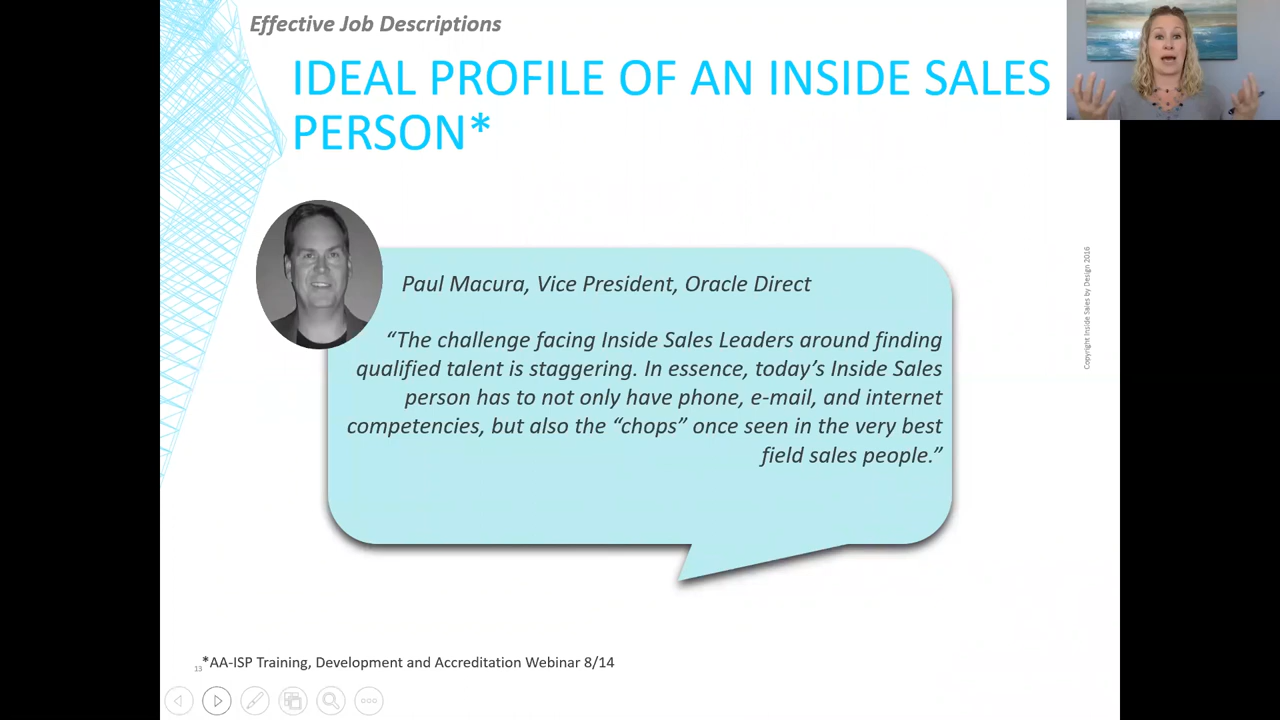 Effective Job Descriptions
IDEAL PROFILE OF AN INSIDE SALES
PERSON*
Paul Macura, Vice President, Oracle Direct
“The challenge facing Inside Sales Leaders around finding
qualified talent is staggering. In essence, today’s Inside Sales
person has to not only have phone, e-mail, and internet
competencies, but also the “chops” once seen in the very best
field sales people.”
Copyright Inside Sales by Design 2016
13
*AA-ISP Training, Development and Accreditation Webinar 8/14